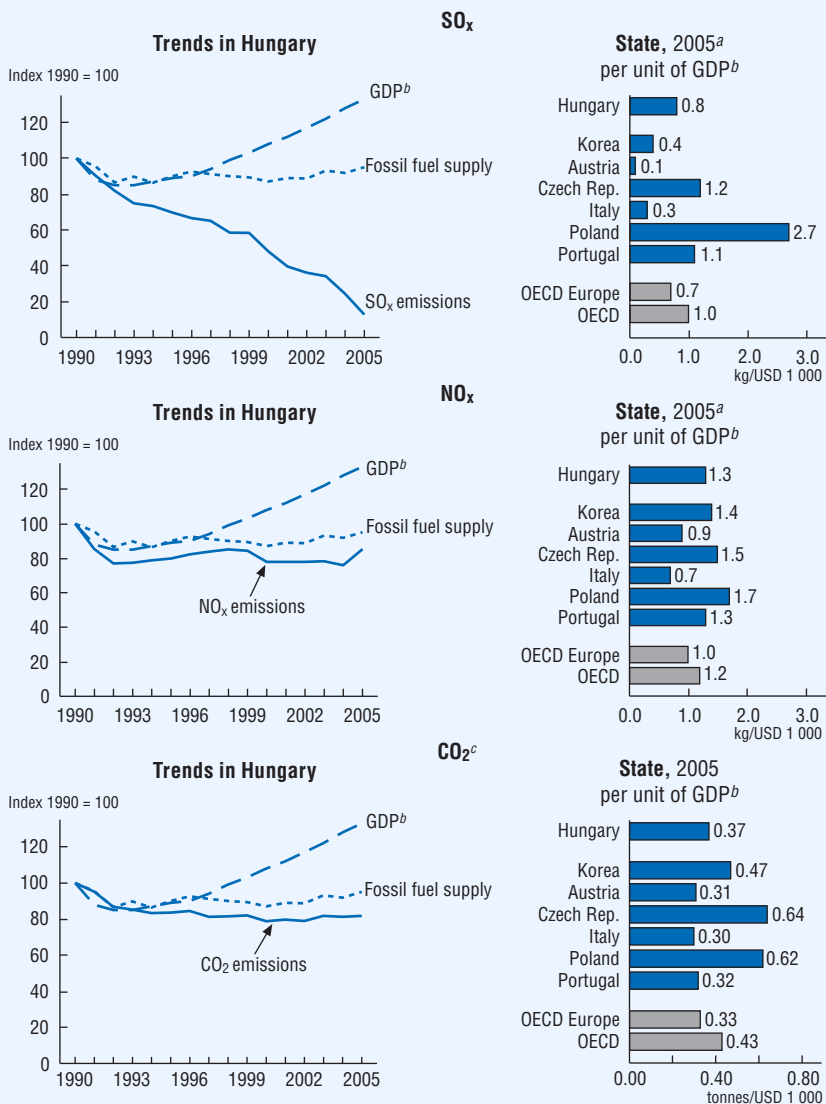 SOx
Trends in Hungary
Index 1990 = 100
120
100
80
60
40
20
0
1990 1993 1996 1999 2002 2005
GDPb
Fossil fuel supply
SOx emissions
State, 2005a
per unit of GDPb
Hungary 0.8
Korea 0.4
Austria 0.1
Czech Rep. 1.2
Italy 0.3
Poland 2.7
Portugal 1.1
OECD Europe 0.7
OECD 1.0
0.0 1.0 2.0 3.0
kg/USD 1 000
NOx
Trends in Hungary
Index 1990 = 100
120
100
80
60
40
20
0
1990 1993 1996 1999 2002 2005
GDPb
Fossil fuel supply
NOx emissions
State, 2005a
per unit of GDPb
Hungary 1.3
Korea 1.4
Austria 0.9
Czech Rep. 1.5
Italy 0.7
Poland 1.7
Portugal 1.3
OECD Europe 1.0
OECD 1.2
0.0 1.0 2.0 3.0
kg/USD 1 000
CO2c
Trends in Hungary
Index 1990 = 100
120
100
80
60
40
20
0
1990 1993 1996 1999 2002 2005
GDPb
Fossil fuel supply
CO2 emissions
State, 2005
per unit of GDPb
Hungary 0.37
Korea 0.47
Austria 0.31
Czech Rep. 0.64
Italy 0.30
Poland 0.62
Portugal 0.32
OECD Europe 0.33
OECD 0.43
0.00 0.40 0.80
tonnes/USD 1 000